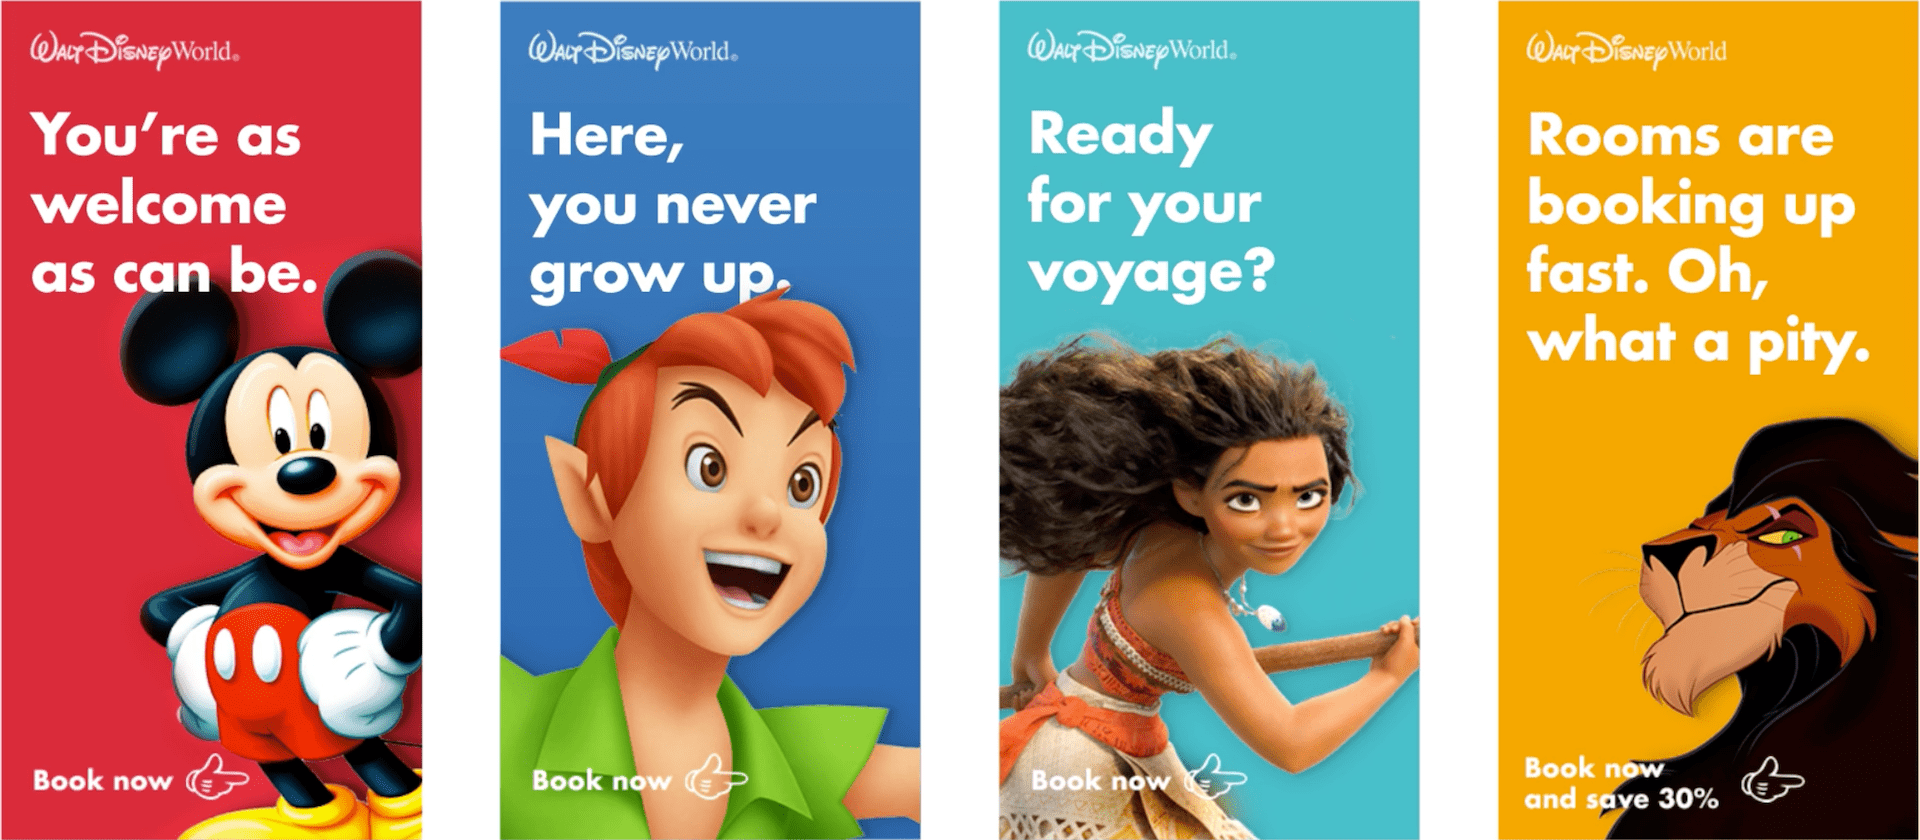 Walt Disney World®
You're as
welcome
as can be.
Book now
Walt Disney World®
Here,
you never
grow up.
Book now
Walt Disney World®
Ready
for your
voyage?
Book now
Walt Disney World
Rooms are
booking up
fast. Oh,
what a pity.
Book now
and save 30%